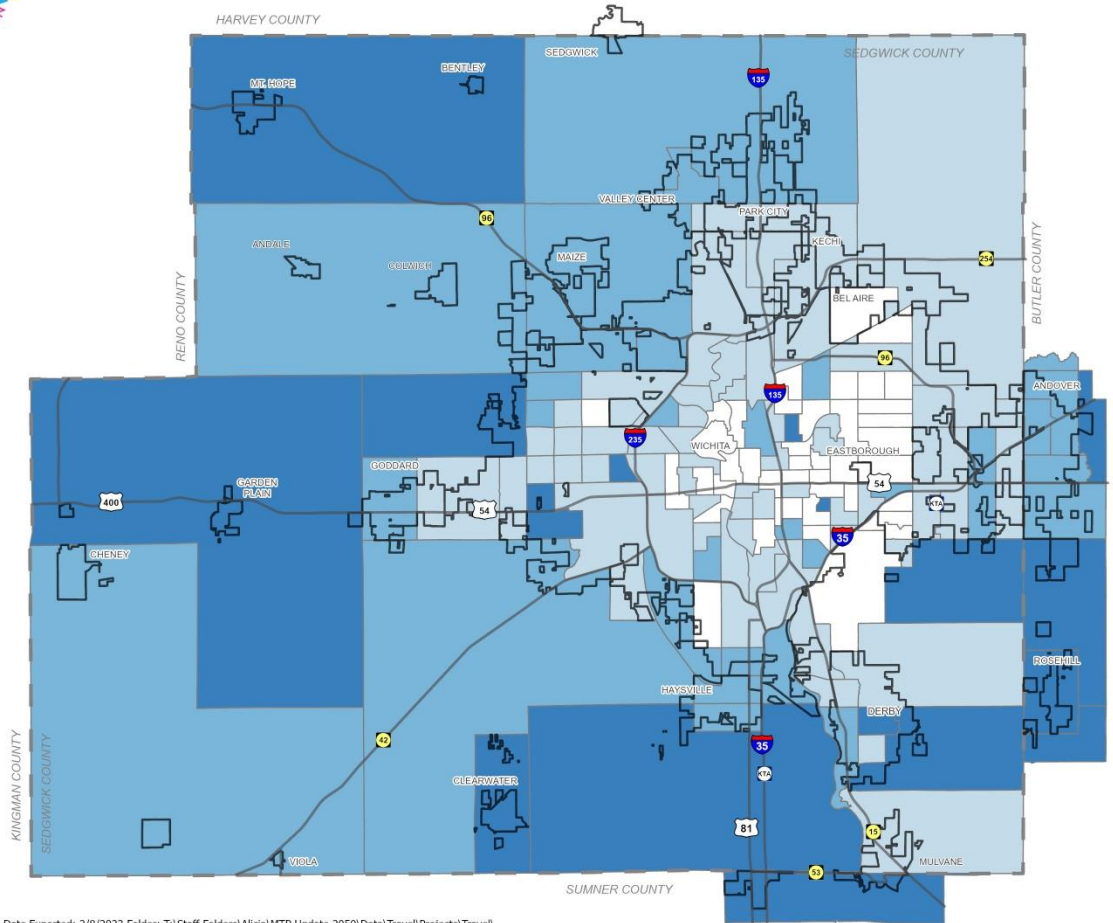 HARVEY COUNTY
SEDGWICK
SEDGWICK COUNTY
135
BENTLEY
MT. HOPE
VALLEY CENTER
PARK CITY
96
KECHI
ANDALE
COLWICH
MAIZE
254
BEL AIRE
BUTLER COUNTY
RENO COUNTY
96
ANDOVER
135
235
WICHITA
EASTBOROUGH
GODDARD
GARDEN
PLAIN
400
54
54
KTA
35
CHENEY
ROSEHILL
HAYSVILLE
DERBY
42
35
KTA
KINGMAN COUNTY
SEDGWICK COUNTY
CLEARWATER
81
15
VIOLA
MULVANE
53
SUMNER COUNTY